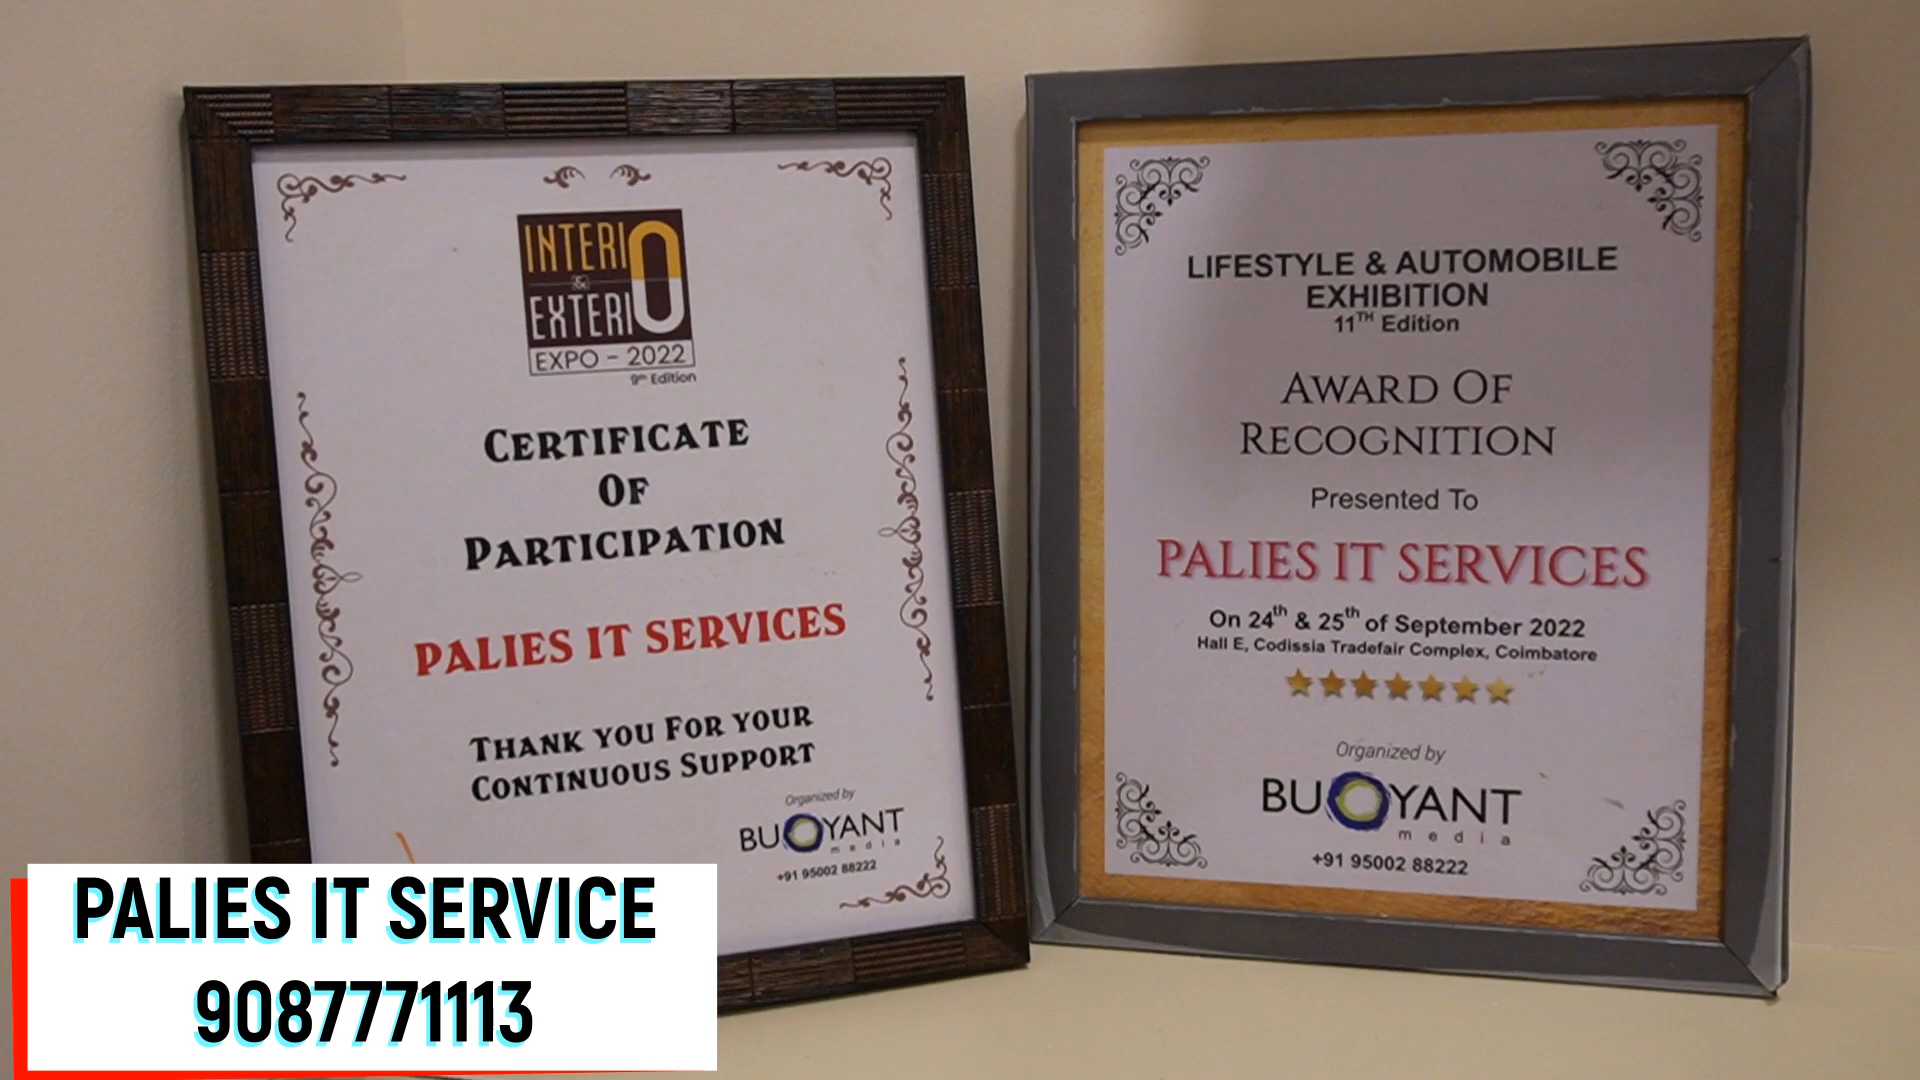 INTERIO
&
EXTERIO
EXPO - 2022
9th Edition
CERTIFICATE
OF
PARTICIPATION
PALIES IT SERVICES
THANK YOU FOR YOUR
CONTINUOUS SUPPORT
Organized by
BUOYANT
media
+91 95002 88222
LIFESTYLE & AUTOMOBILE
EXHIBITION
11TH Edition
AWARD OF
RECOGNITION
Presented To
PALIES IT SERVICES
On 24th & 25th of September 2022
Hall E, Codissia Tradefair Complex, Coimbatore
Organized by
BUOYANT
media
+91 95002 88222
PALIES IT SERVICE
9087771113